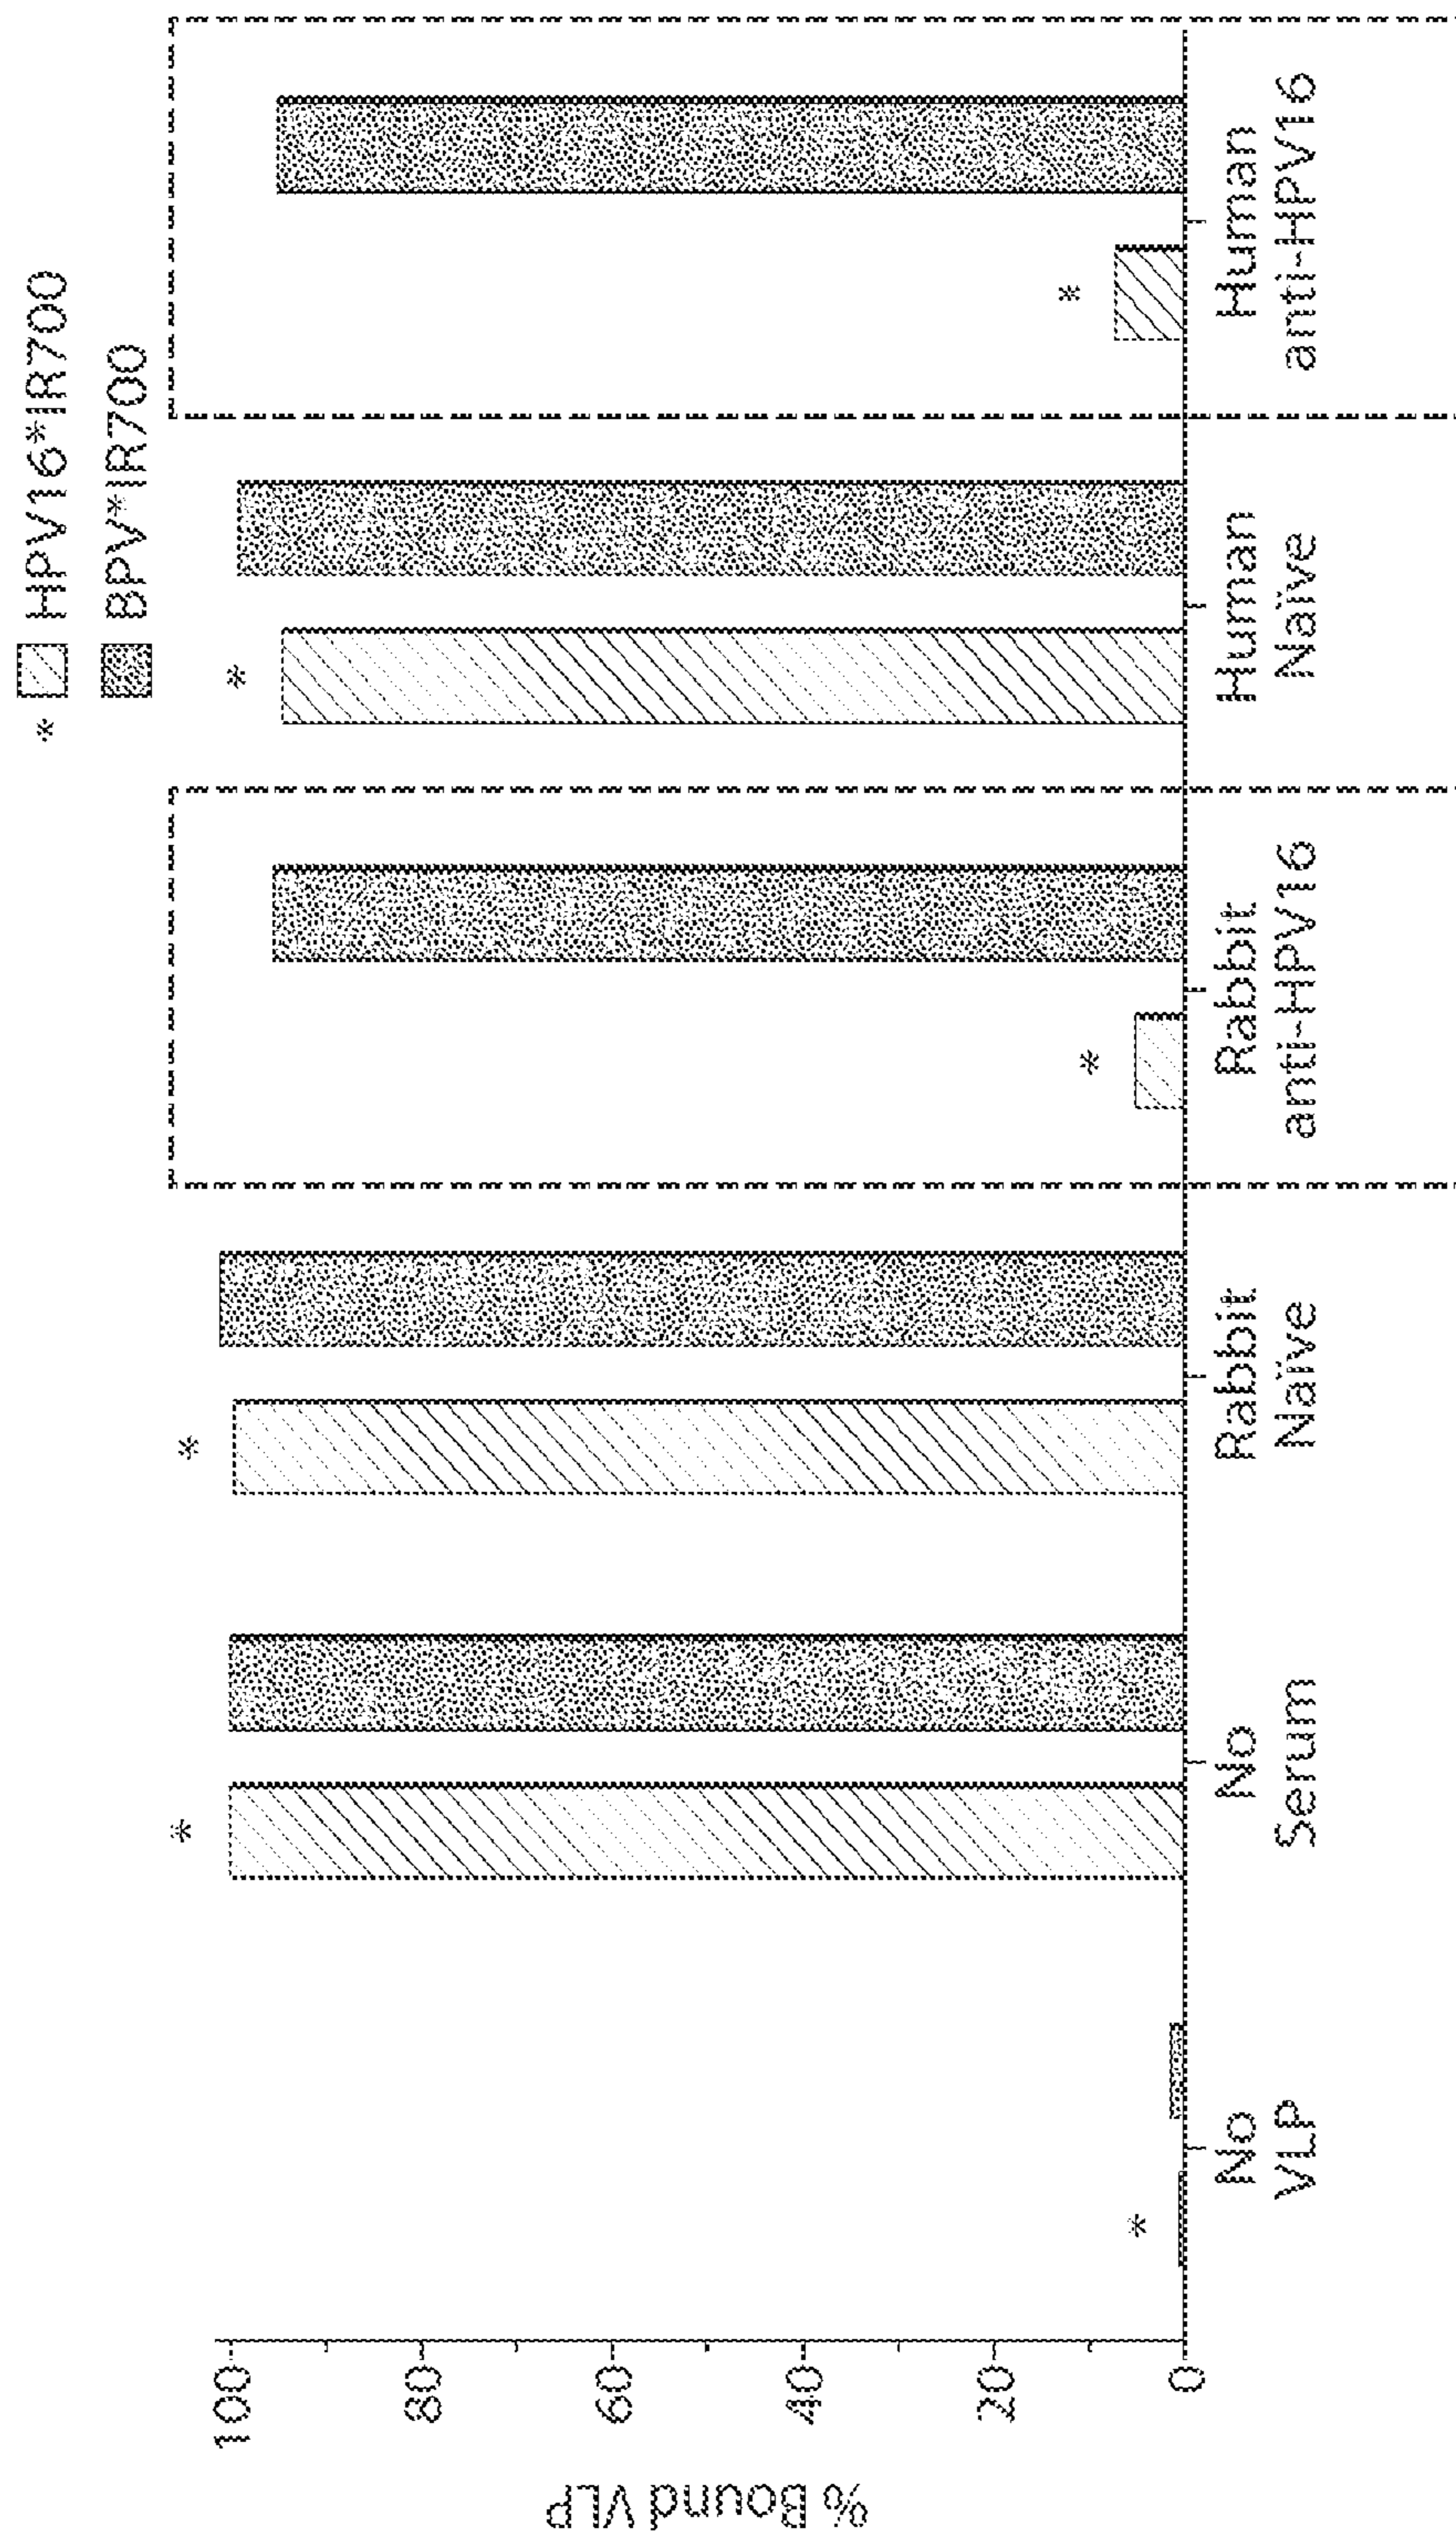 * HPV16*IR700
BPV*IR700
% Bound VLP
100
80
60
40
20
0
*
*
*
*
*
*
No
VLP
No
Serum
Rabbit
Naïve
Rabbit
anti-HPV16
Human
Naïve
Human
anti-HPV16